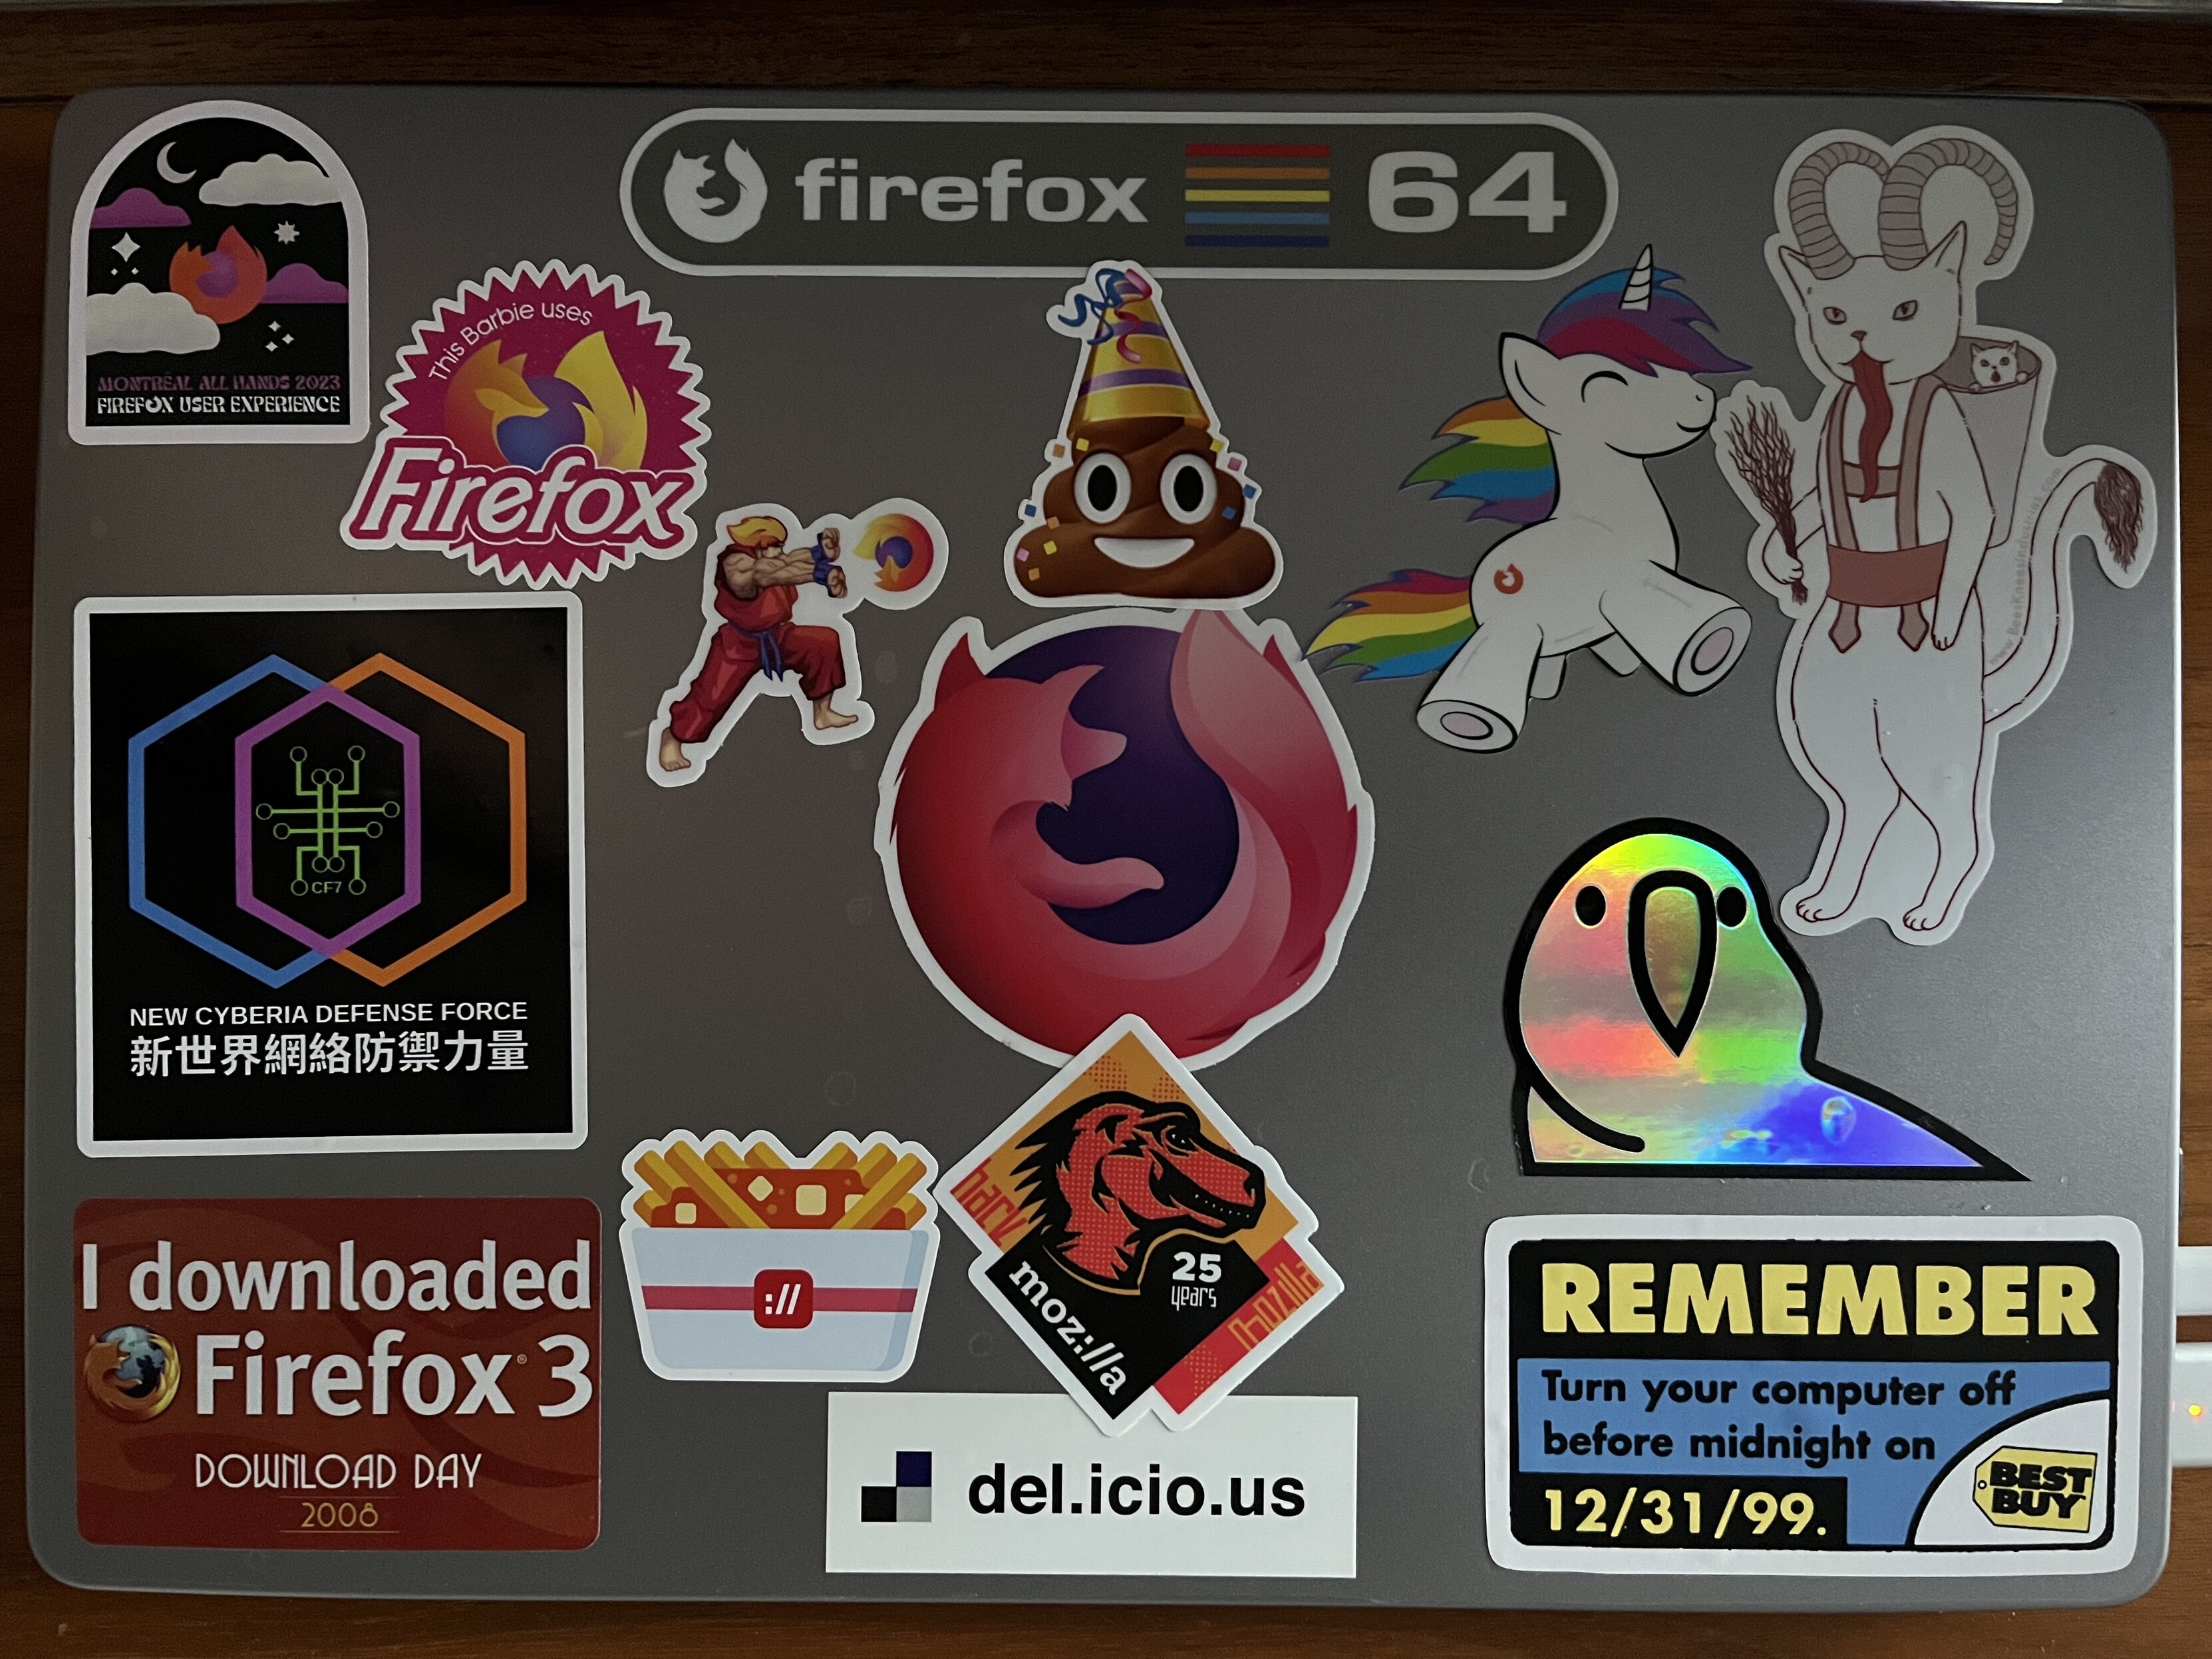 MONTRÉAL ALL HANDS 2023
FIREFOX USER EXPERIENCE
firefox 64
This Barbie uses
Firefox
CF7
NEW CYBERIA DEFENSE FORCE
新世界網絡防禦力量
I downloaded
Firefox® 3
DOWNLOAD DAY
2008
://
hack
25
years
moz://a
mozilla
del.icio.us
REMEMBER
Turn your computer off
before midnight on
12/31/99.
BEST
BUY